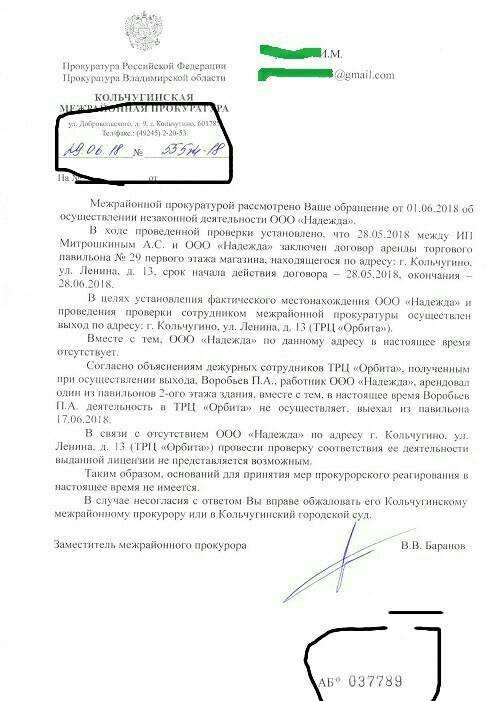 И.М.
Прокуратура Российской Федерации
Прокуратура Владимирской области
@gmail.com
КОЛЬЧУГИНСКАЯ
МЕЖРАЙОННАЯ ПРОКУРАТУРА
ул. Добровольского, д. 9, г. Кольчугино, 601785
Тел/факс.: (49245) 2-20-53
29.06.18 №
На № от
Межрайонной прокуратурой рассмотрено Ваше обращение от 01.06.2018 об
осуществлении незаконной деятельности ООО «Надежда».
В ходе проведенной проверки установлено, что 28.05.2018 между ИП
Митрошкиным А.С. и ООО «Надежда» заключен договор аренды торгового
павильона № 29 первого этажа магазина, находящегося по адресу: г. Кольчугино,
ул. Ленина, д. 13, срок начала действия договора – 28.05.2018, окончания –
28.06.2018.
В целях установления фактического местонахождения ООО «Надежда» и
проведения проверки сотрудником межрайонной прокуратуры осуществлен
выход по адресу: г. Кольчугино, ул. Ленина, д. 13 (ТРЦ «Орбита»).
Вместе с тем, ООО «Надежда» по данному адресу в настоящее время
отсутствует.
Согласно объяснениям дежурных сотрудников ТРЦ «Орбита», полученным
при осуществлении выхода, Воробьев П.А., работник ООО «Надежда», арендовал
один из павильонов 2-ого этажа здания, вместе с тем, в настоящее время Воробьев
П.А. деятельность в ТРЦ «Орбита» не осуществляет, выехал из павильона
17.06.2018.
В связи с отсутствием ООО «Надежда» по адресу г. Кольчугино, ул.
Ленина, д. 13 (ТРЦ «Орбита») провести проверку соответствия ее деятельности
выданной лицензии не представляется возможным.
Таким образом, оснований для принятия мер прокурорского реагирования в
настоящее время не имеется.
В случае несогласия с ответом Вы вправе обжаловать его Кольчугинскому
межрайонному прокурору или в Кольчугинский городской суд.
Заместитель межрайонного прокурора В.В. Баранов
АБ° 037789